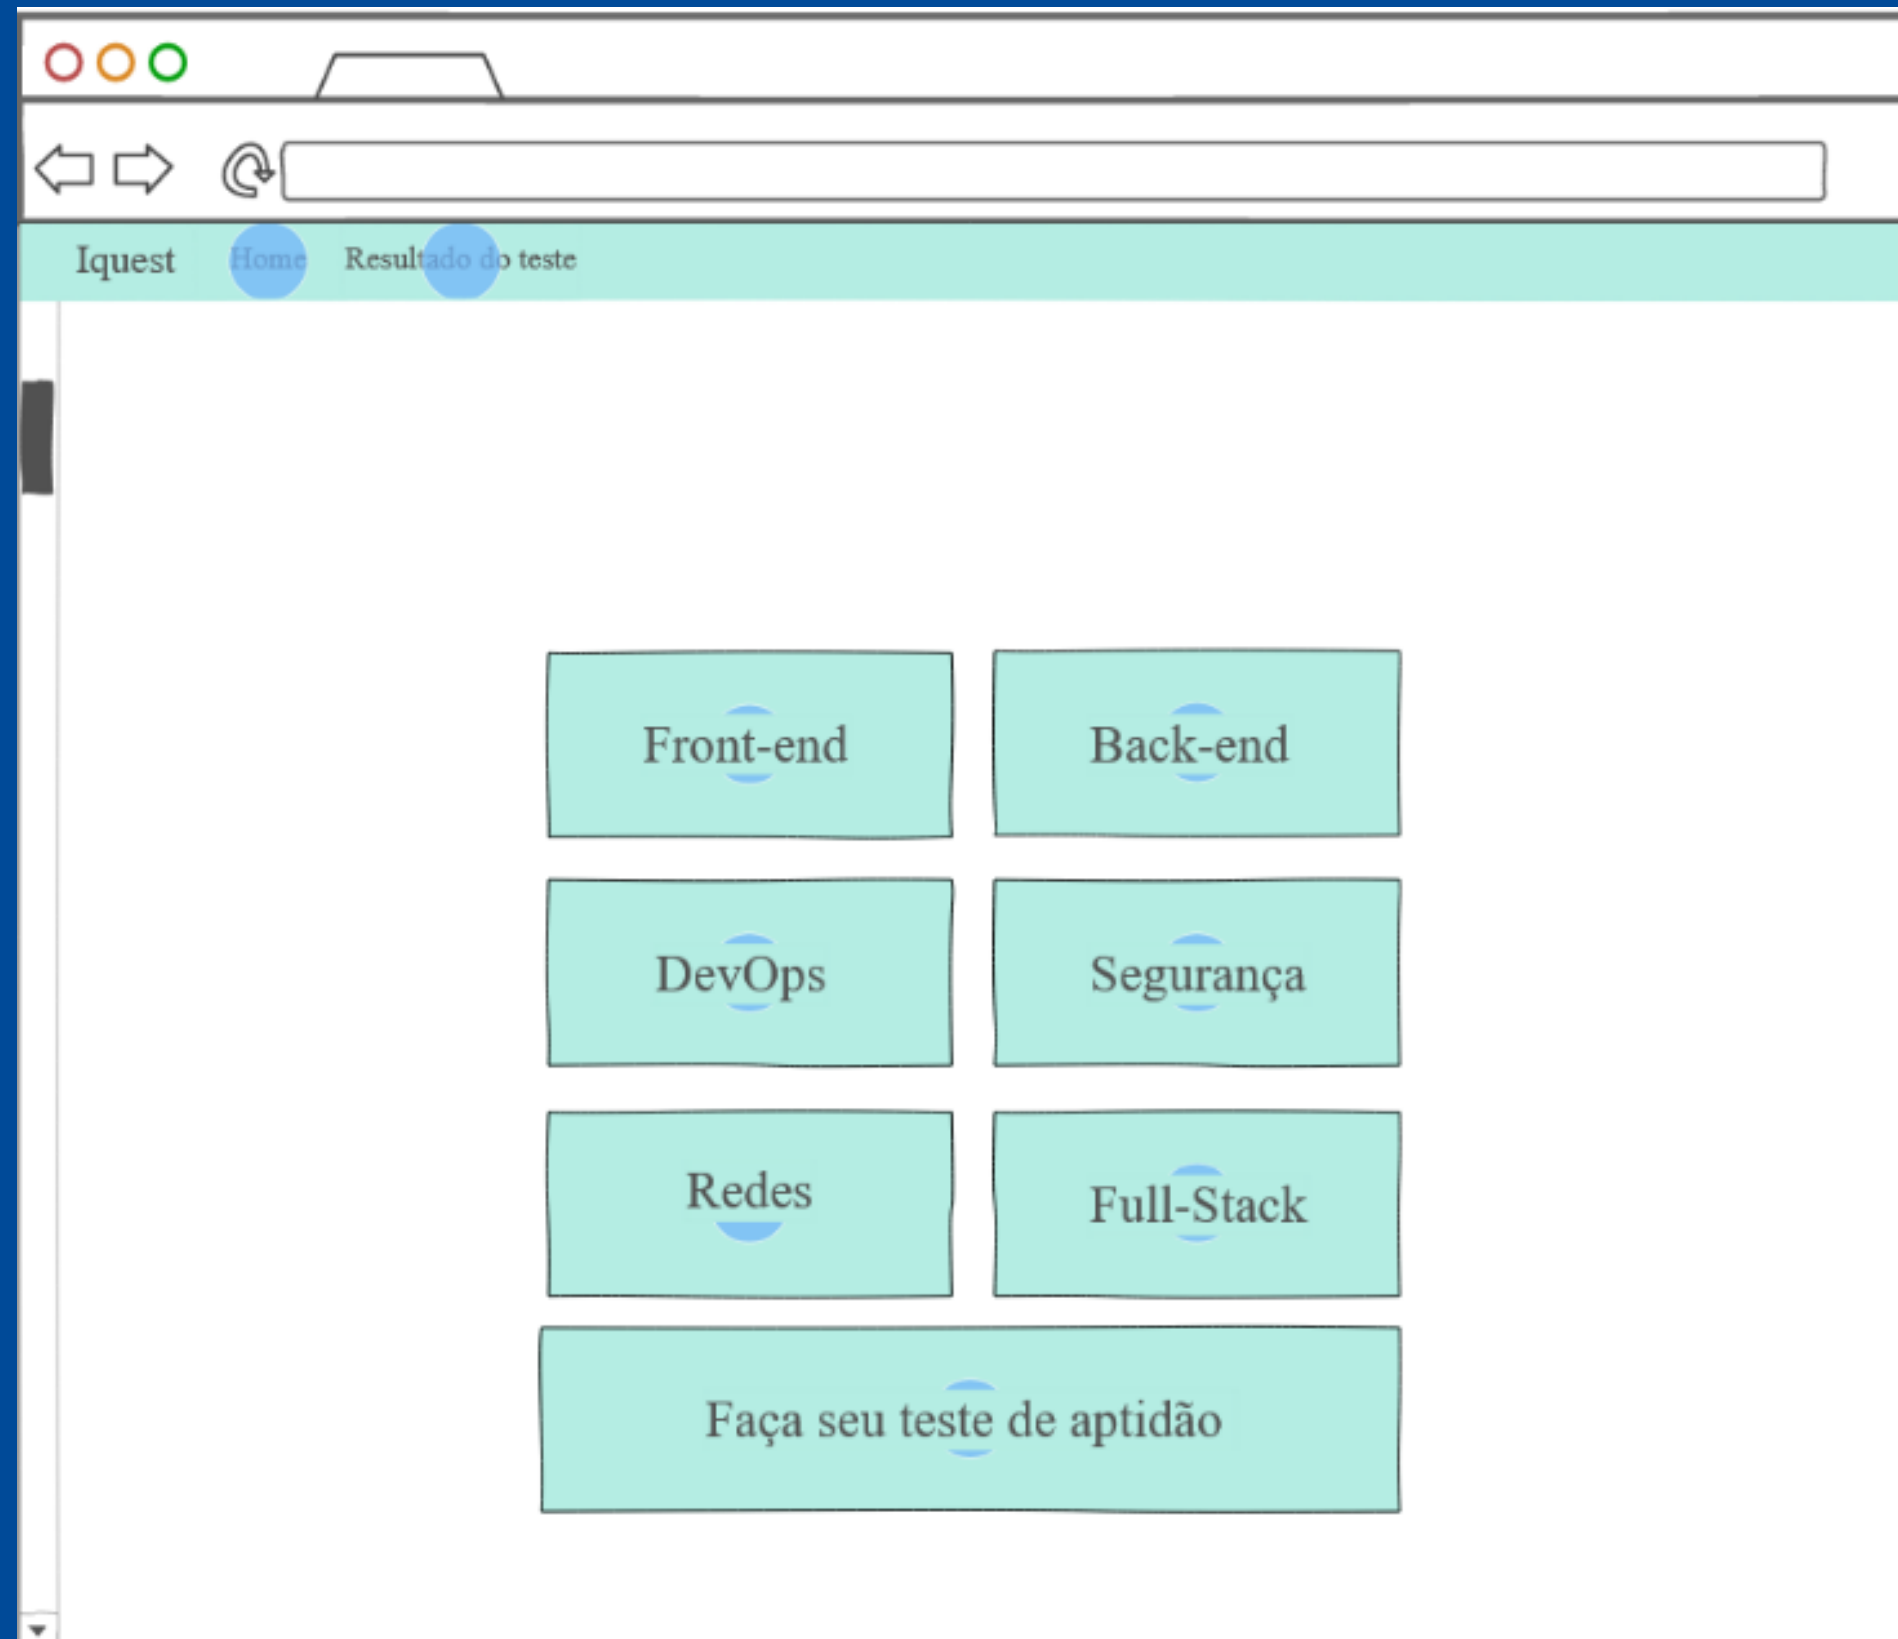 Iquest Home Resultado do teste
Front-end Back-end
DevOps Segurança
Redes Full-Stack
Faça seu teste de aptidão